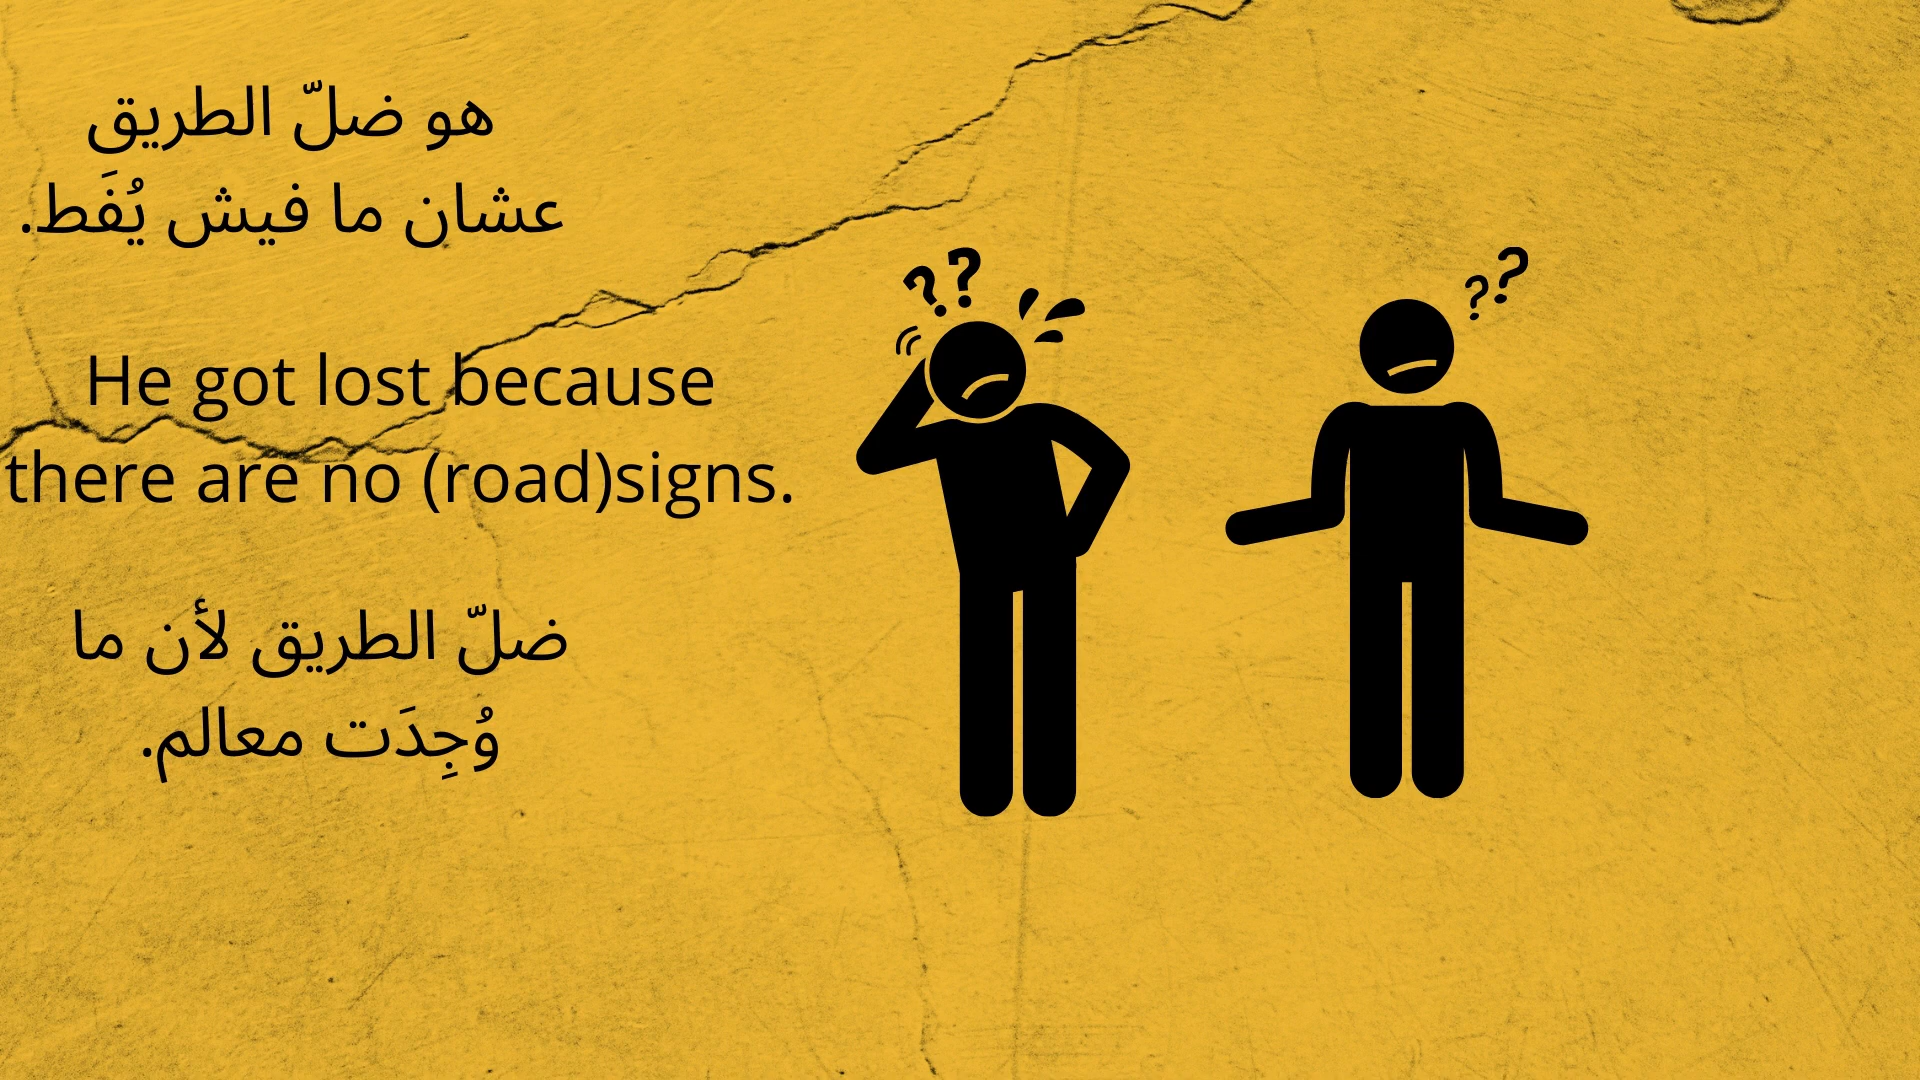 هو ضلّ الطريق
عشان ما فيش يُفَط.
He got lost because
there are no (road)signs.
ضلّ الطريق لأن ما
وُجِدَت معالم.
??
??